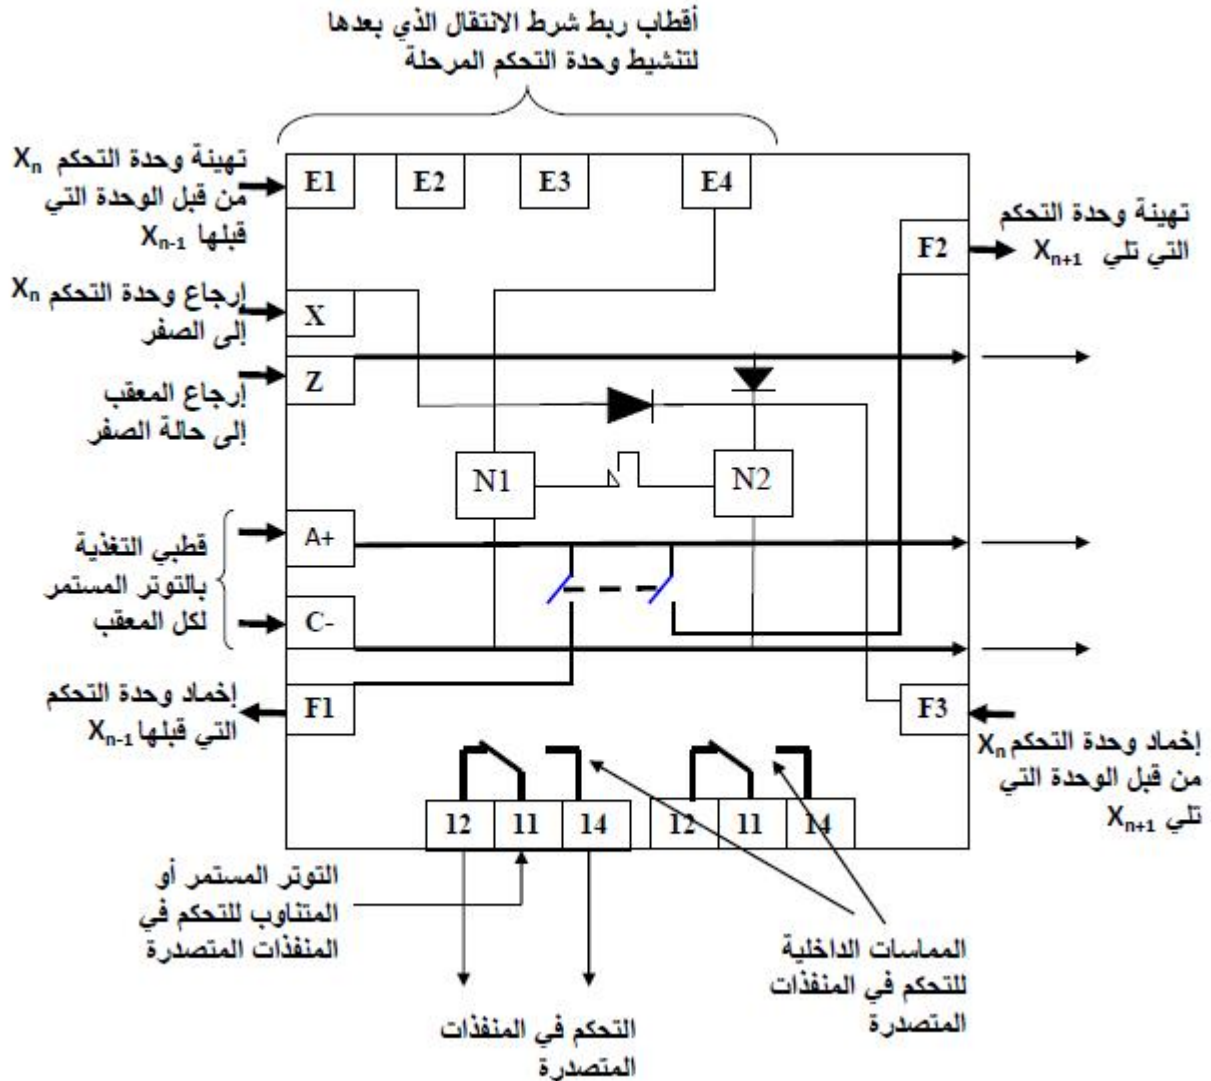 أقطاب ربط شرط الانتقال الذي بعدها
لتنشيط وحدة التحكم المرحلة
تهيئة وحدة التحكم Xn
من قبل الوحدة التي
قبلها Xn-1
E1
E2
E3
E4
F2
تهيئة وحدة التحكم
التي تلي Xn+1
إرجاع وحدة التحكم Xn
إلى الصفر
X
Z
إرجاع المعقب
إلى حالة الصفر
N1
N2
قطبي التغذية
بالتوتر المستمر
لكل المعقب
A+
C-
إخماد وحدة التحكم
التي قبلها Xn-1
F1
F3
إخماد وحدة التحكم Xn
من قبل الوحدة التي
تلي Xn+1
12
11
14
12
11
14
التوتر المستمر أو
المتناوب للتحكم في
المنفذات المتصدرة
المماسات الداخلية
للتحكم في المنفذات
المتصدرة
التحكم في المنفذات
المتصدرة